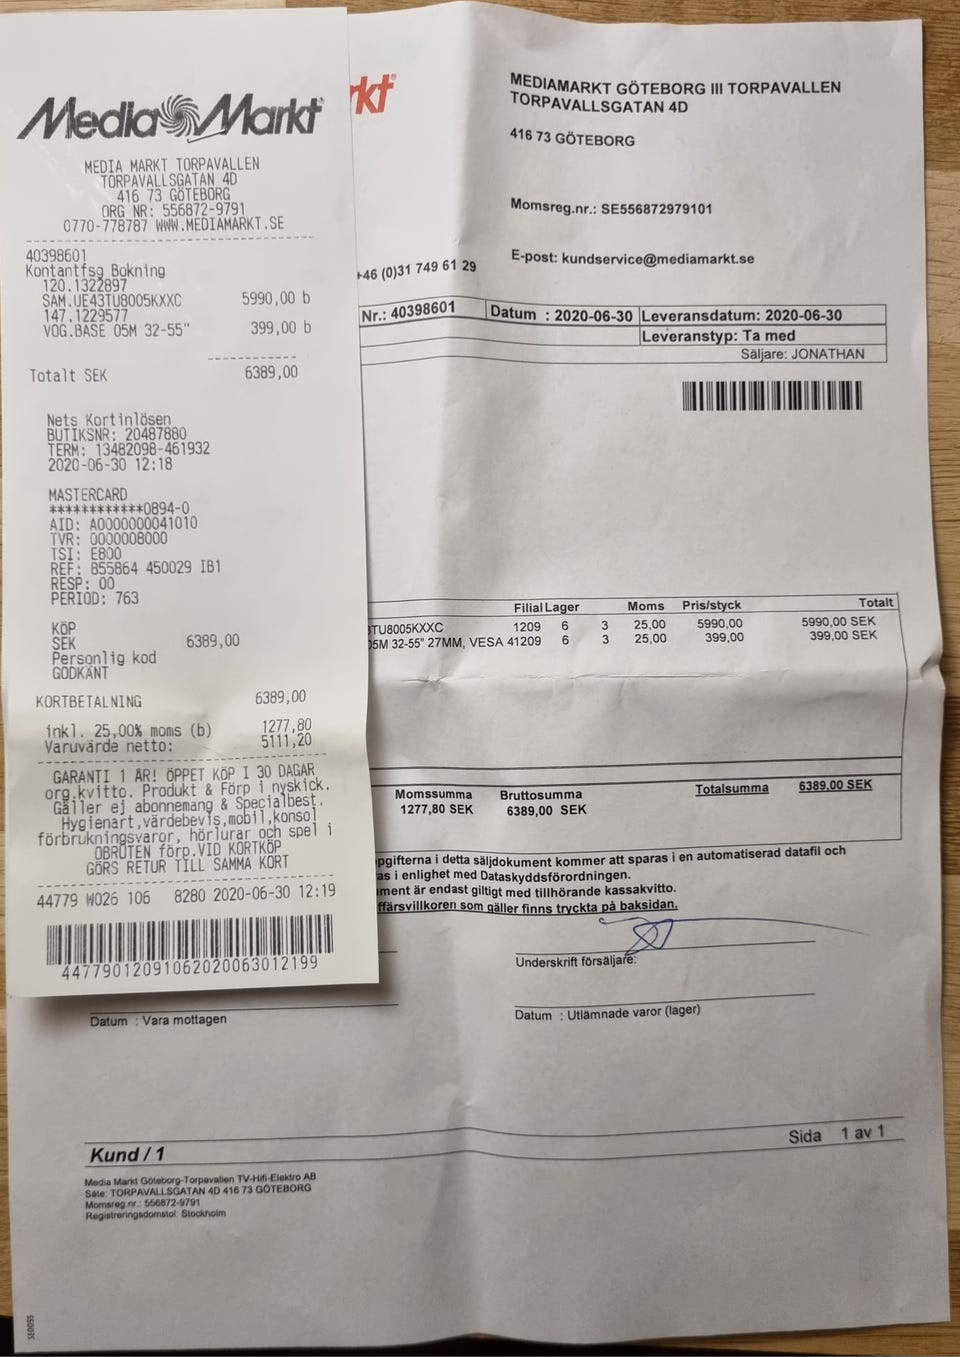 Media Markt
MEDIA MARKT TORPAVALLEN
TORPAVALLSGATAN 4D
416 73 GÖTEBORG
ORG NR: 556872-9791
0770-778787 WWW.MEDIAMARKT.SE
40398601
Kontantfsg Bokning
120.1322897
SAM.UE43TU8005KXXC 5990,00 b
147.1229577
VOG.BASE 05M 32-55" 399,00 b
Totalt SEK 6389,00
Nets Kortinlösen
BUTIKSNR: 20487880
TERM: 13482098-461932
2020-06-30 12:18
MASTERCARD
************0894-0
AID: A0000000041010
TVR: 0000008000
TSI: E800
REF: 855864 450029 IB1
RESP: 00
PERIOD: 763
KÖP
SEK 6389,00
Personlig kod
GODKÄNT
KORTBETALNING 6389,00
inkl. 25,00% moms (b) 1277,80
Varuvärde netto: 5111,20
GARANTI 1 ÅR! ÖPPET KÖP I 30 DAGAR
org.kvitto. Produkt & Förp i nyskick.
Gäller ej abonnemang & Specialbest.
Hygienart,värdebevis,mobil,konsol
förbrukningsvaror, hörlurar och spel i
OBRUTEN förp.VID KORTKÖP
GÖRS RETUR TILL SAMMA KORT
44779 W026 106 8280 2020-06-30 12:19
4477901209106202006301 2199
rkt
MEDIAMARKT GÖTEBORG III TORPAVALLEN
TORPAVALLSGATAN 4D
416 73 GÖTEBORG
Momsreg.nr.: SE556872979101
E-post: kundservice@mediamarkt.se
+46 (0)31 749 61 29
Nr.: 40398601 Datum : 2020-06-30 Leveransdatum: 2020-06-30
Leveranstyp: Ta med
Säljare: JONATHAN
Filial Lager Moms Pris/styck Totalt
TU8005KXXC 1209 6 3 25,00 5990,00 5990,00 SEK
05M 32-55" 27MM, VESA 41209 6 3 25,00 399,00 399,00 SEK
Momssumma Bruttosumma Totalsumma 6389,00 SEK
1277,80 SEK 6389,00 SEK
pgifterna i detta säljdokument kommer att sparas i en automatiserad datafil och
as i enlighet med Dataskyddsförordningen.
ment är endast giltigt med tillhörande kassakvitto.
ffärsvillkoren som gäller finns tryckta på baksidan.
Underskrift försäljare:
Datum : Vara mottagen
Datum : Utlämnade varor (lager)
Kund / 1
Sida 1 av 1
Media Markt Göteborg-Torpavallen TV-Hifi-Elektro AB
Säte: TORPAVALLSGATAN 4D 416 73 GÖTEBORG
Momsreg.nr.: 556872-9791
Registreringsdomstol: Stockholm
SE0055